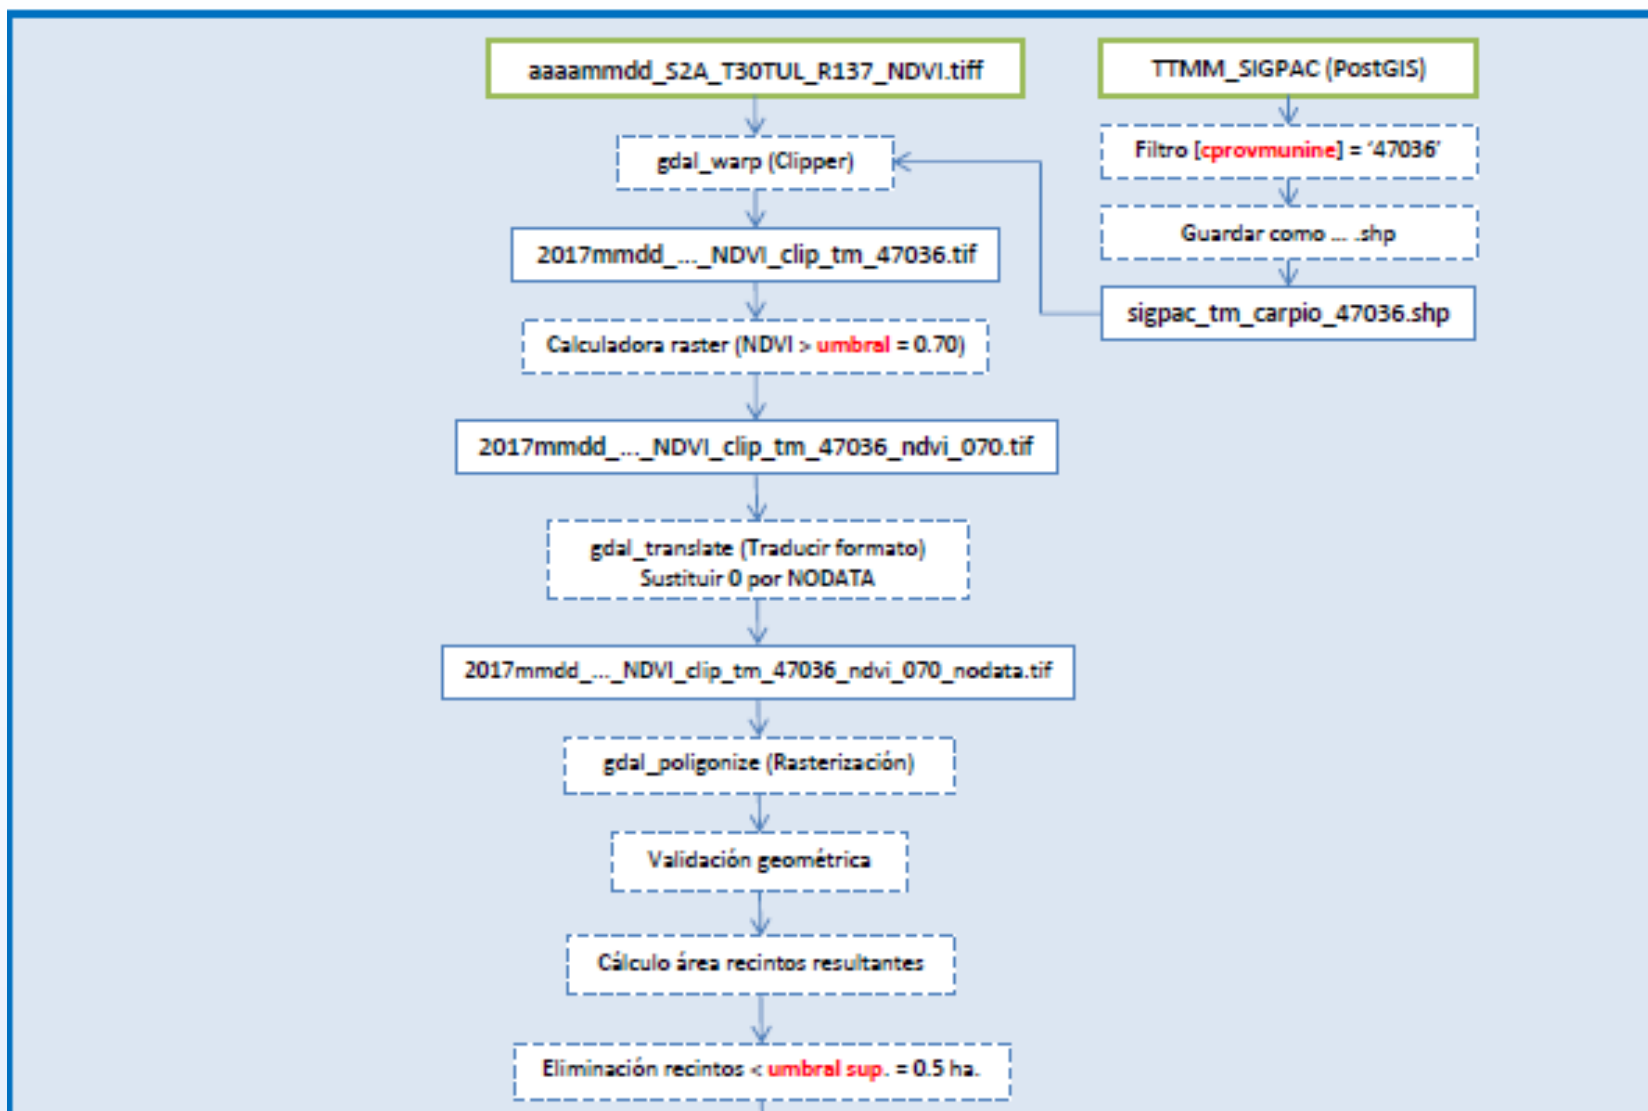 aaaammdd_S2A_T30TUL_R137_NDVI.tiff
TTMM_SIGPAC (PostGIS)
Filtro [cprovmunine] = '47036'
gdal_warp (Clipper)
Guardar como ... .shp
2017mmdd_..._NDVI_clip_tm_47036.tif
sigpac_tm_carpio_47036.shp
Calculadora raster (NDVI > umbral = 0.70)
2017mmdd_..._NDVI_clip_tm_47036_ndvi_070.tif
gdal_translate (Traducir formato)
Sustituir 0 por NODATA
2017mmdd_..._NDVI_clip_tm_47036_ndvi_070_nodata.tif
gdal_poligonize (Rasterización)
Validación geométrica
Cálculo área recintos resultantes
Eliminación recintos < umbral sup. = 0.5 ha.